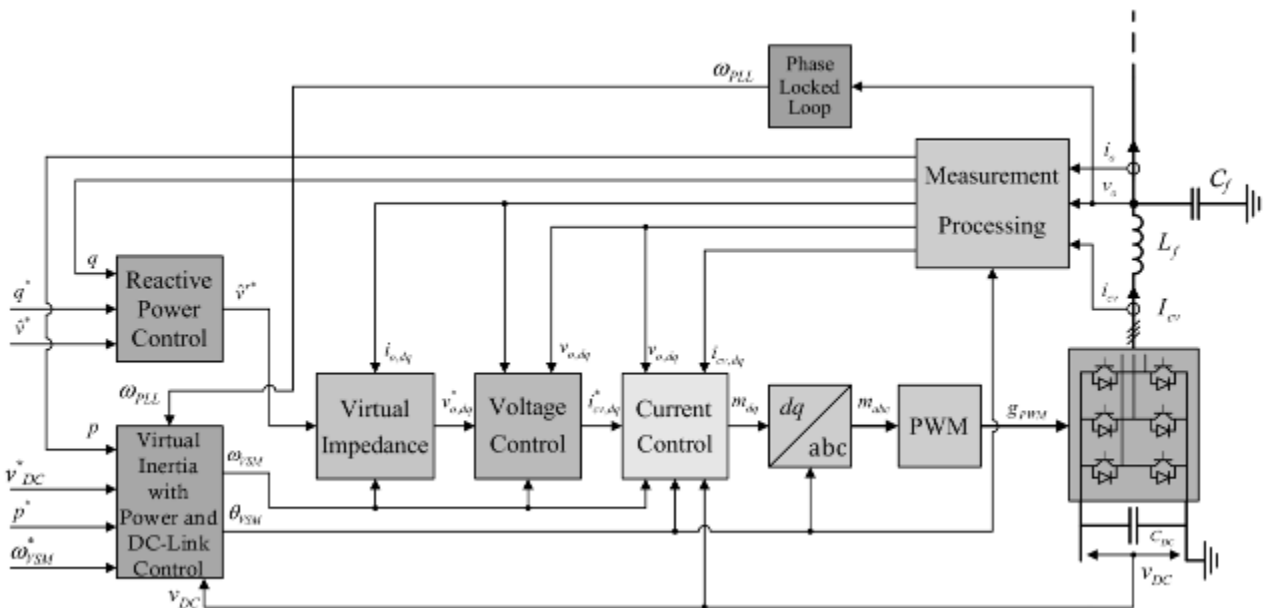 ω_PLL
Phase
Locked
Loop
Measurement
Processing
i_o
v_o
C_f
L_f
i_cv
I_cv
q
q*
v̂*
Reactive
Power
Control
v̂^r*
i_o,dq
v_o,dq
v_o,dq
i_cv,dq
ω_PLL
Virtual
Impedance
v*_o,dq
Voltage
Control
i*_cv,dq
Current
Control
m_dq
dq
abc
m_abc
PWM
g_PWM
p
v*_DC
p*
ω*_VSM
Virtual
Inertia
with
Power and
DC-Link
Control
ω_VSM
θ_VSM
v_DC
C_DC
v_DC